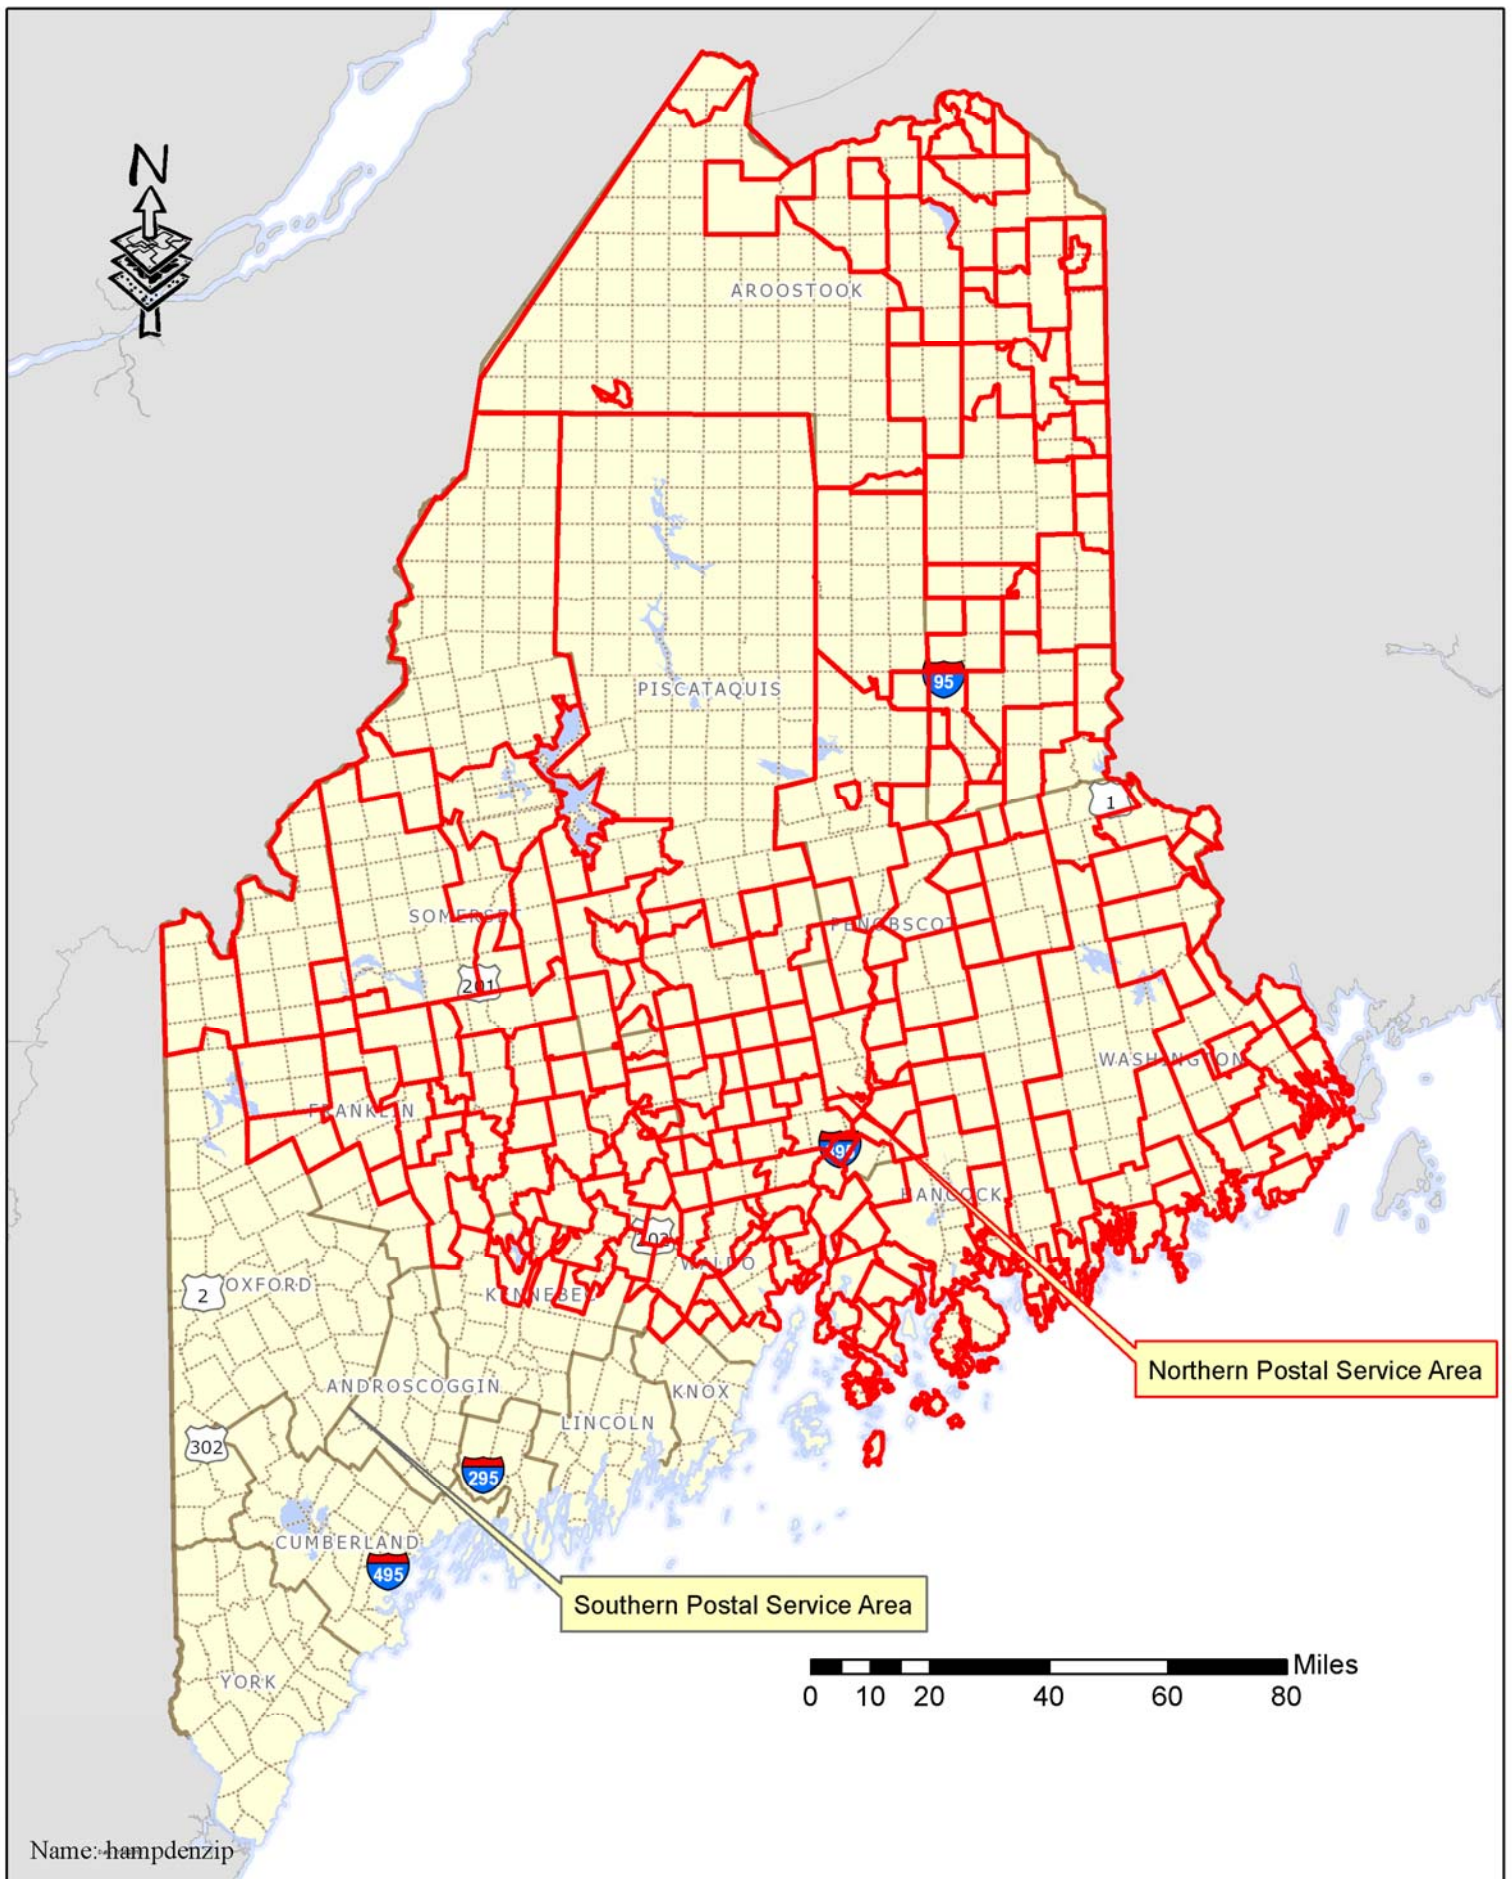 N
AROOSTOOK
PISCATAQUIS
95
1
SOMERSET
PENOBSCOT
201
WASHINGTON
FRANKLIN
395
HANCOCK
202
WALDO
2
OXFORD
KENNEBEC
Northern Postal Service Area
ANDROSCOGGIN
KNOX
LINCOLN
302
295
CUMBERLAND
495
Southern Postal Service Area
YORK
Miles
0 10 20 40 60 80
Name: hampdenzip